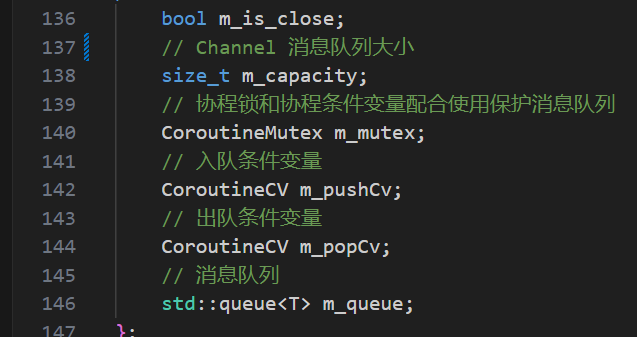 136 bool m_is_close;
137 // Channel 消息队列大小
138 size_t m_capacity;
139 // 协程锁和协程条件变量配合使用保护消息队列
140 CoroutineMutex m_mutex;
141 // 入队条件变量
142 CoroutineCV m_pushCv;
143 // 出队条件变量
144 CoroutineCV m_popCv;
145 // 消息队列
146 std::queue<T> m_queue;
147 };